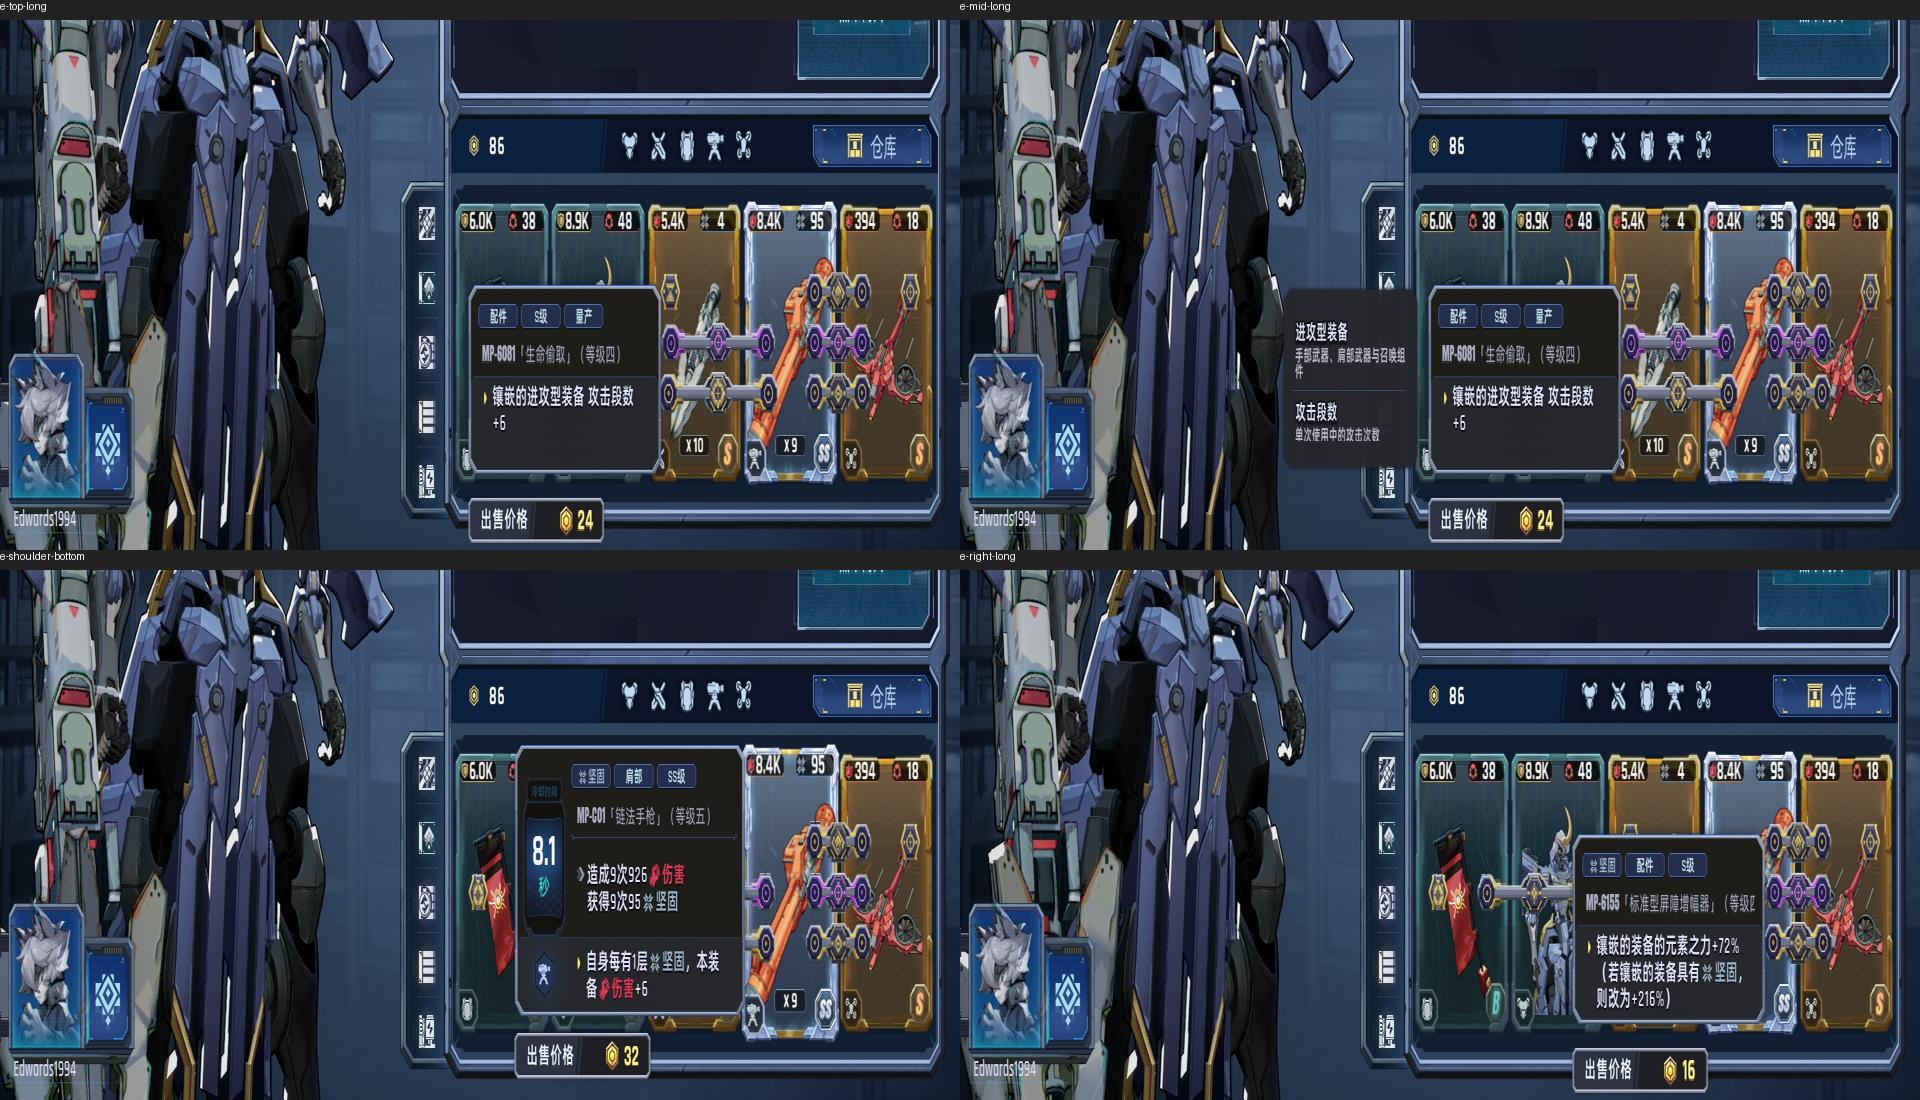 e-top-long
86
仓库
6.0K 38
8.9K 48
5.4K 4
8.4K 95
394 18
配件 S级 量产
MP-6081「生命偷取」（等级四）
镶嵌的进攻型装备 攻击段数
+6
x10 S
x9 SS
S
Edwards1994
出售价格 24
e-mid-long
86
仓库
6.0K 38
8.9K 48
5.4K 4
8.4K 95
394 18
进攻型装备
手部武器、肩部武器与召唤组
件
攻击段数
单次使用中的攻击次数
配件 S级 量产
MP-6081「生命偷取」（等级四）
镶嵌的进攻型装备 攻击段数
+6
x10 S
x9 SS
S
Edwards1994
出售价格 24
e-shoulder-bottom
86
仓库
6.0K
8.4K 95
394 18
坚固 肩部 SS级
冷却时间
8.1
秒
MP-C01「链法手枪」（等级五）
造成9次926伤害
获得9次95坚固
自身每有1层坚固，本装
备伤害+6
x9 SS
S
Edwards1994
出售价格 32
e-right-long
86
仓库
6.0K 38
8.9K 48
5.4K 4
8.4K 95
394 18
坚固 配件 S级
MP-6155「标准型屏障增幅器」（等级
镶嵌的装备的元素之力+72%
（若镶嵌的装备具有坚固，
则改为+216%）
B
SS
S
Edwards1994
出售价格 16